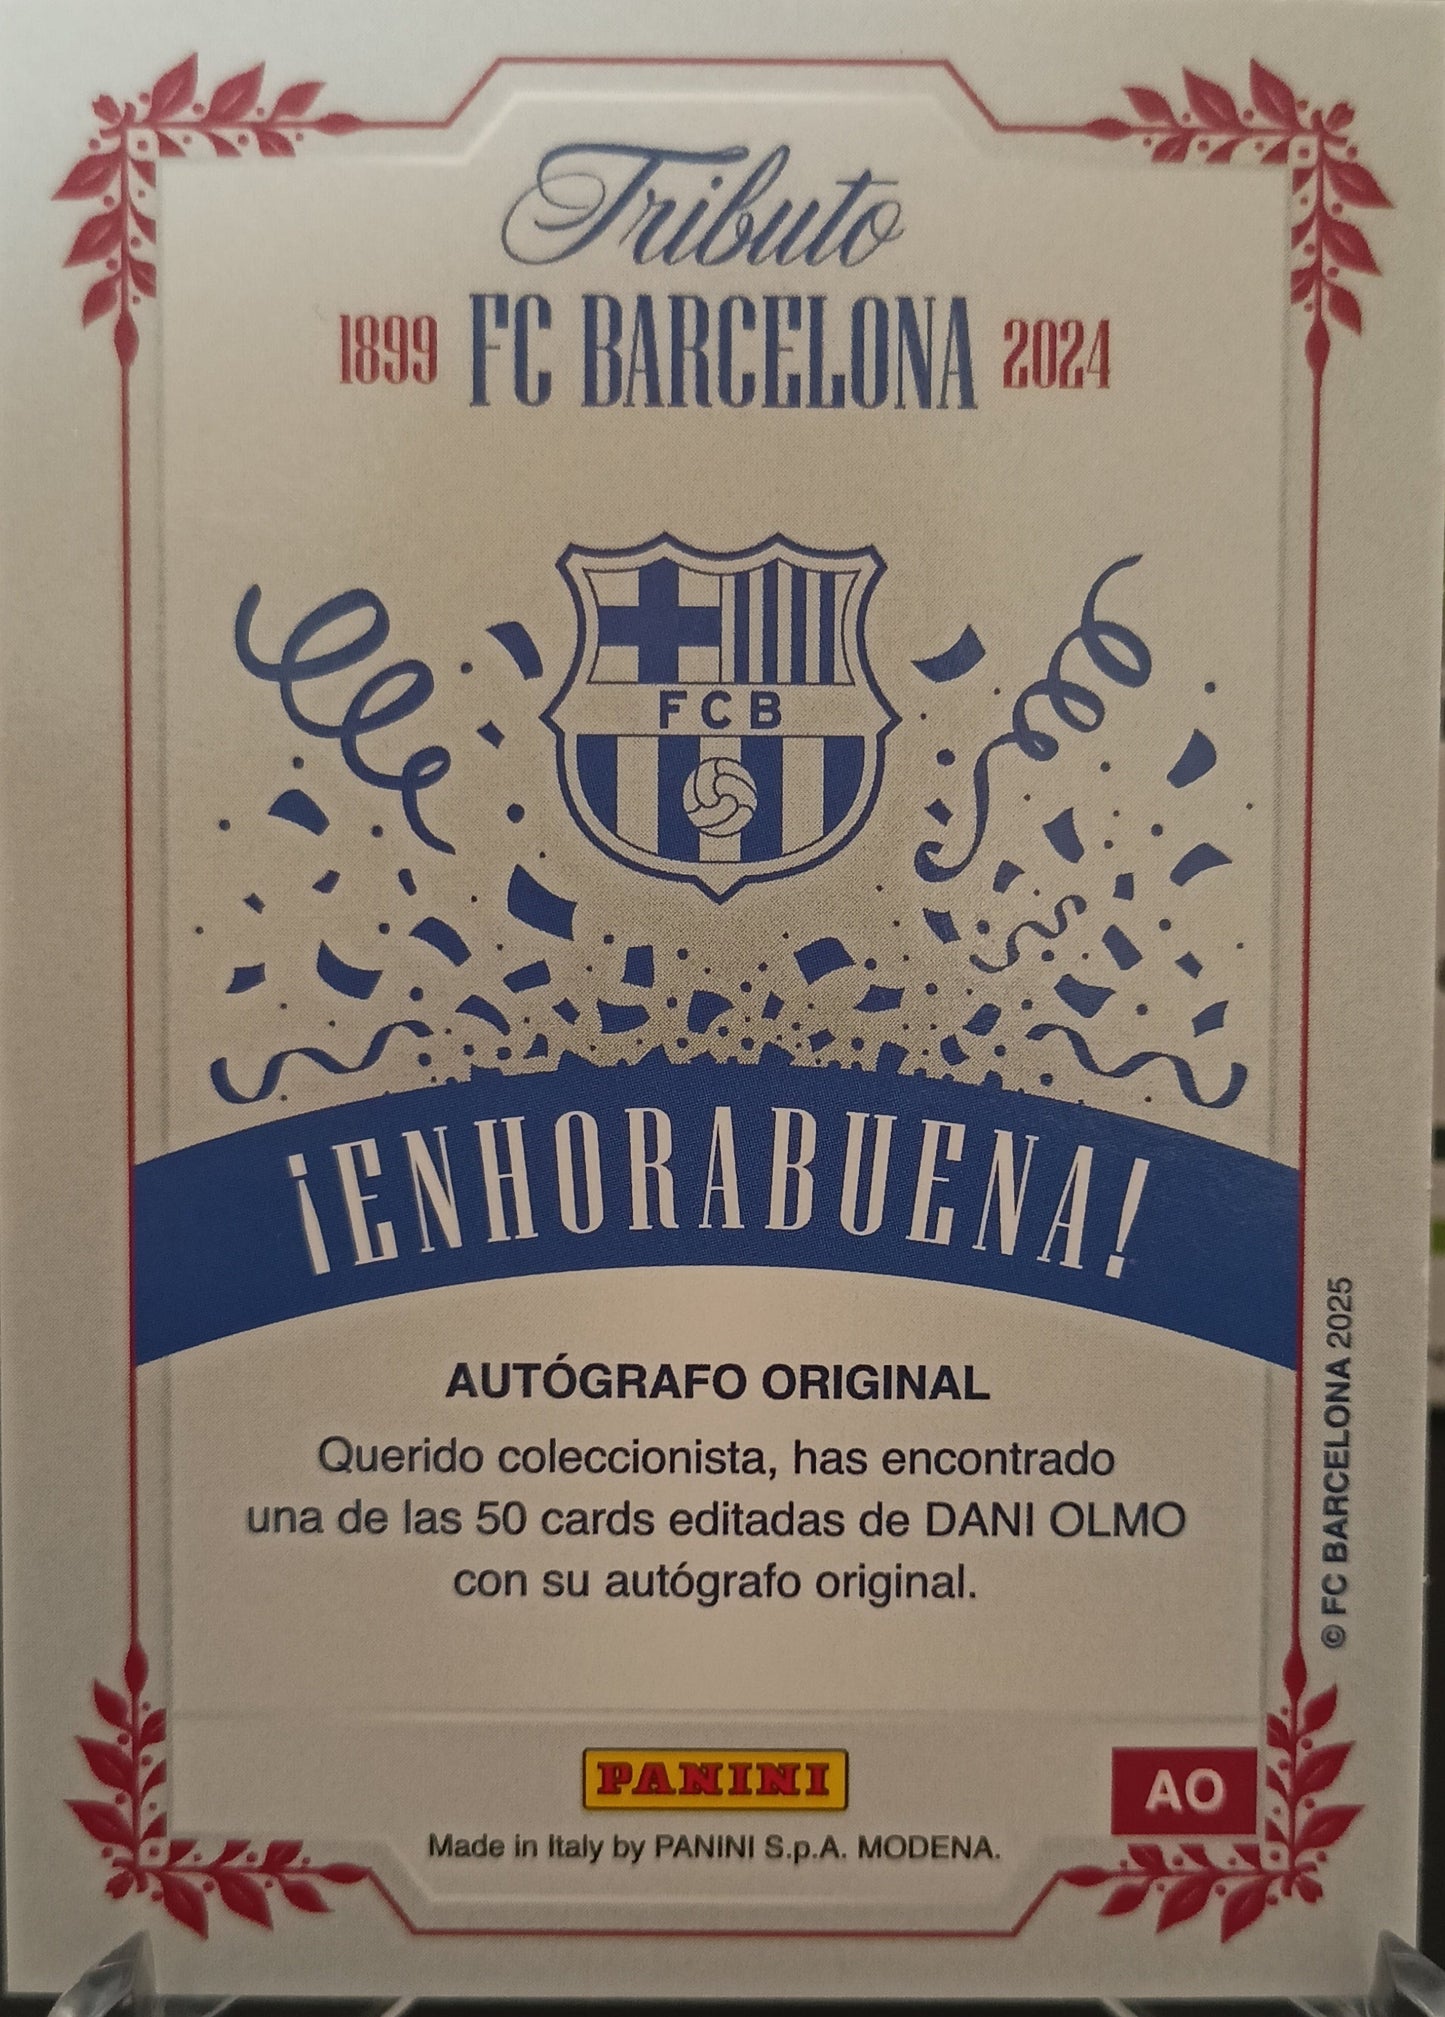 Tributo
1899 FC BARCELONA 2024
FCB
¡ENHORABUENA!
AUTÓGRAFO ORIGINAL
Querido coleccionista, has encontrado
una de las 50 cards editadas de DANI OLMO
con su autógrafo original.
© FC BARCELONA 2025
PANINI
AO
Made in Italy by PANINI S.p.A. MODENA.